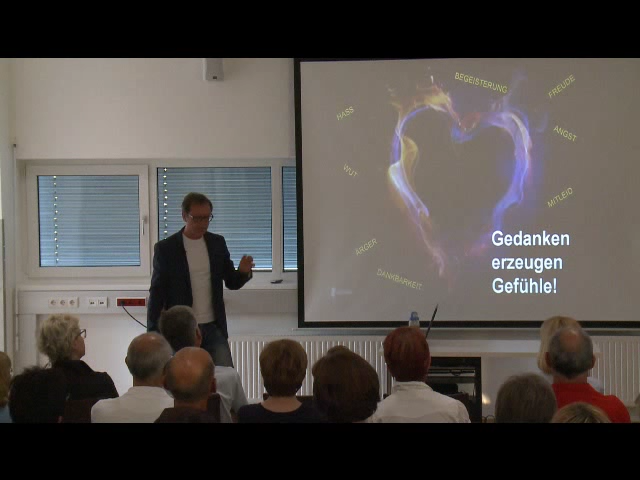 BEGEISTERUNG
FREUDE
HASS
ANGST
WUT
MITLEID
Gedanken
erzeugen
Gefühle!
ÄRGER
DANKBARKEIT